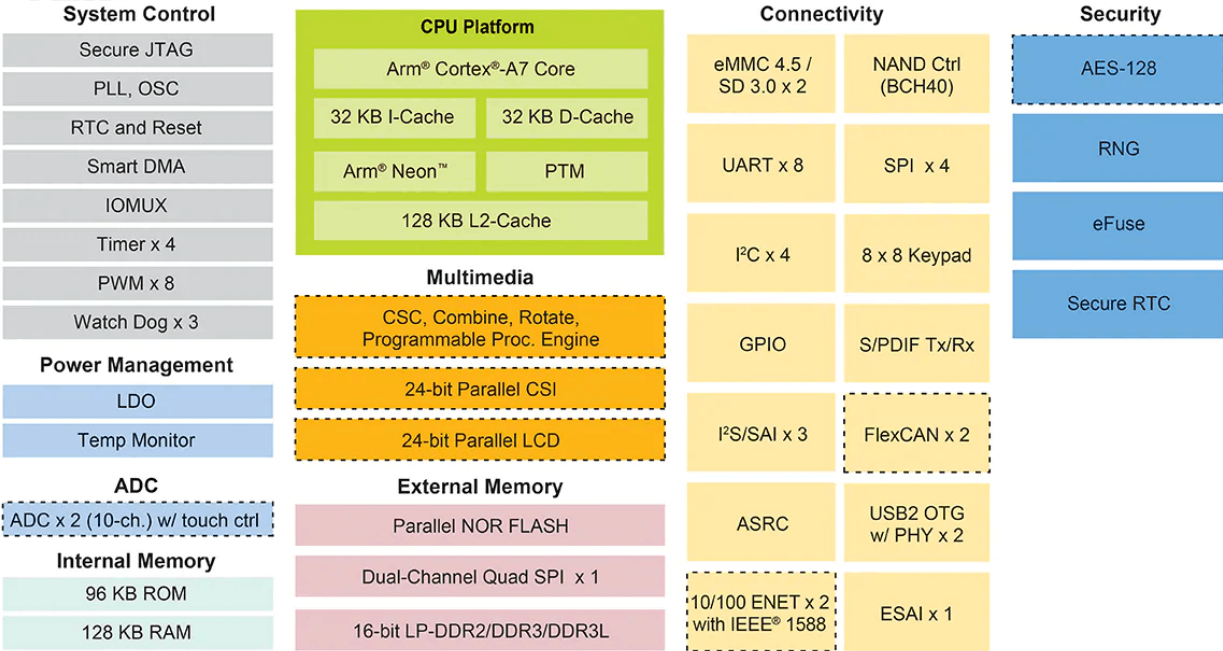 System Control
Secure JTAG
PLL, OSC
RTC and Reset
Smart DMA
IOMUX
Timer x 4
PWM x 8
Watch Dog x 3
Power Management
LDO
Temp Monitor
ADC
ADC x 2 (10-ch.) w/ touch ctrl
Internal Memory
96 KB ROM
128 KB RAM
CPU Platform
Arm® Cortex®-A7 Core
32 KB I-Cache
32 KB D-Cache
Arm® Neon™
PTM
128 KB L2-Cache
Multimedia
CSC, Combine, Rotate,
Programmable Proc. Engine
24-bit Parallel CSI
24-bit Parallel LCD
External Memory
Parallel NOR FLASH
Dual-Channel Quad SPI x 1
16-bit LP-DDR2/DDR3/DDR3L
Connectivity
eMMC 4.5 /
SD 3.0 x 2
NAND Ctrl
(BCH40)
UART x 8
SPI x 4
I²C x 4
8 x 8 Keypad
GPIO
S/PDIF Tx/Rx
I²S/SAI x 3
FlexCAN x 2
ASRC
USB2 OTG
w/ PHY x 2
10/100 ENET x 2
with IEEE® 1588
ESAI x 1
Security
AES-128
RNG
eFuse
Secure RTC